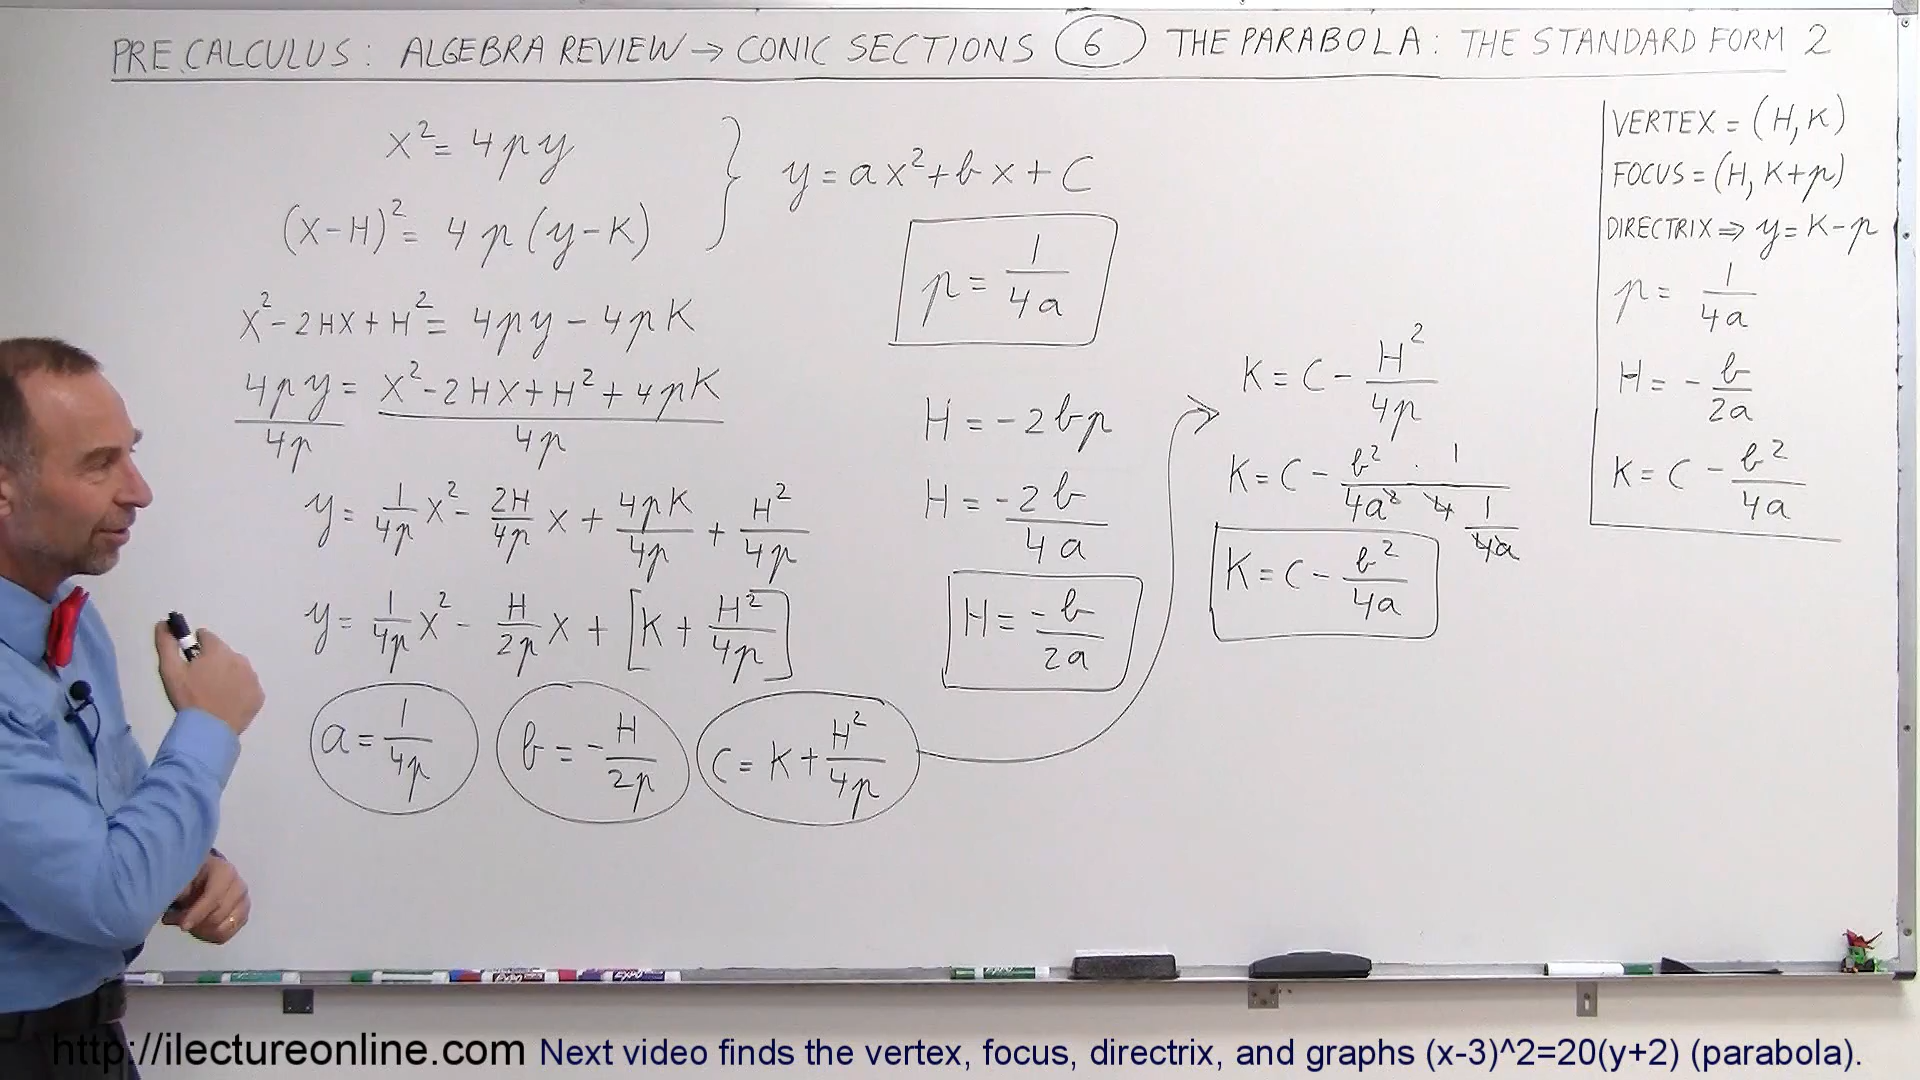 PRE CALCULUS: ALGEBRA REVIEW → CONIC SECTIONS (6) THE PARABOLA: THE STANDARD FORM 2
x² = 4py
(x-H)² = 4p(y-K)
} y = ax² + bx + C
x² - 2Hx + H² = 4py - 4pK
4py/4p = (x² - 2Hx + H² + 4pK)/4p
y = 1/4p x² - 2H/4p x + 4pK/4p + H²/4p
y = 1/4p x² - H/2p x + [K + H²/4p]
a = 1/4p
b = -H/2p
C = K + H²/4p
p = 1/4a
H = -2bp
H = -2b/4a
H = -b/2a
K = C - H²/4p
K = C - b²/4a² · 1/(4 1/4a)
K = C - b²/4a
VERTEX = (H, K)
FOCUS = (H, K+p)
DIRECTRIX ⇒ y = K-p
p = 1/4a
H = -b/2a
K = C - b²/4a
http://ilectureonline.com Next video finds the vertex, focus, directrix, and graphs (x-3)^2=20(y+2) (parabola).